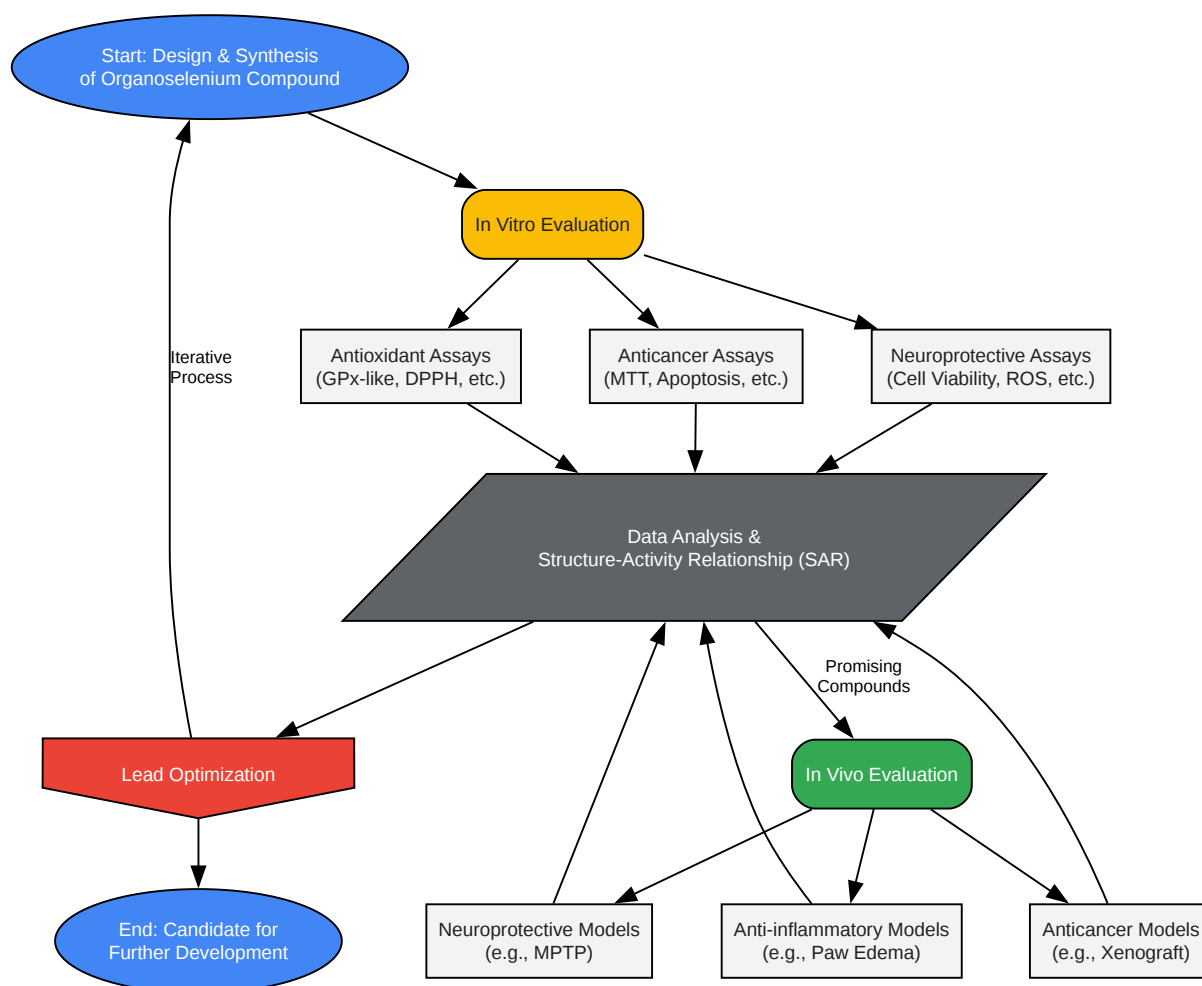 Start: Design & Synthesis
of Organoselenium Compound
In Vitro Evaluation
Iterative
Process
Antioxidant Assays
(GPx-like, DPPH, etc.)
Anticancer Assays
(MTT, Apoptosis, etc.)
Neuroprotective Assays
(Cell Viability, ROS, etc.)
Data Analysis &
Structure-Activity Relationship (SAR)
Promising
Compounds
Lead Optimization
In Vivo Evaluation
End: Candidate for
Further Development
Neuroprotective Models
(e.g., MPTP)
Anti-inflammatory Models
(e.g., Paw Edema)
Anticancer Models
(e.g., Xenograft)